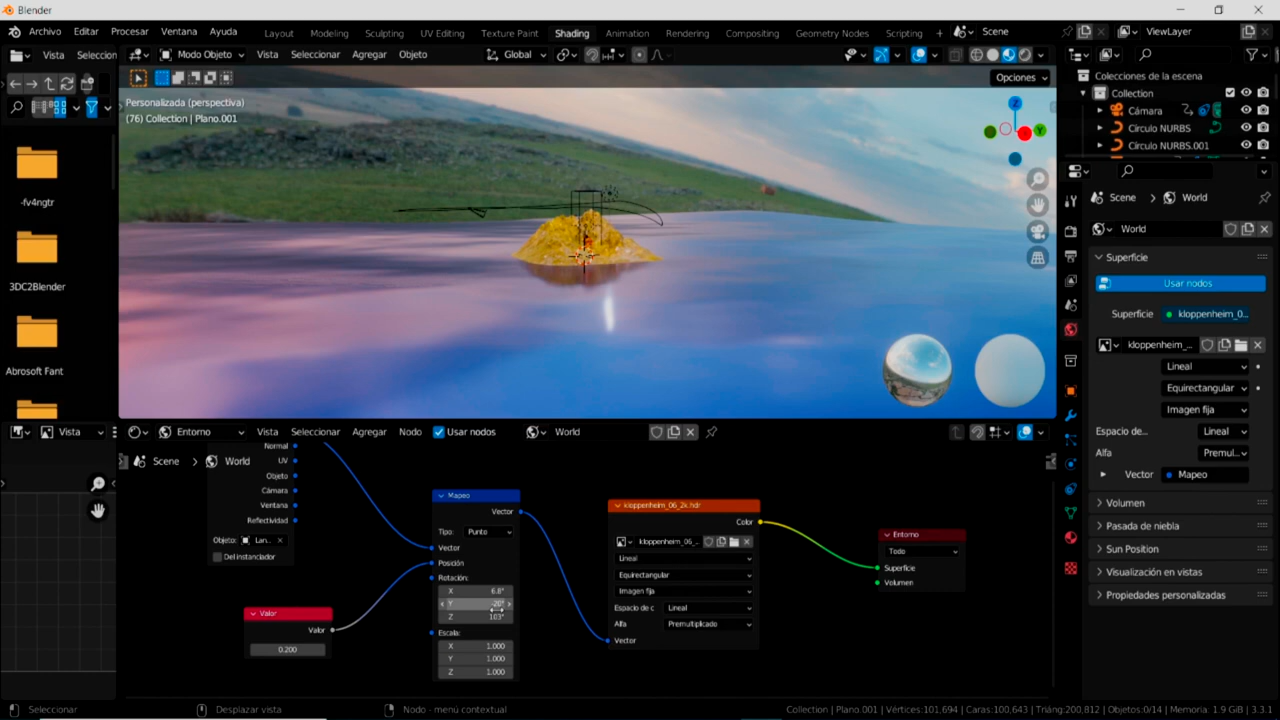 Blender
Archivo Editar Procesar Ventana Ayuda Layout Modeling Sculpting UV Editing Texture Paint Shading Animation Rendering Compositing Geometry Nodes Scripting + Scene ViewLayer
Vista Seleccion Modo Objeto Vista Seleccionar Agregar Objeto Global
Opciones
Personalizada (perspectiva)
(76) Collection | Plano.001
Z
Y
-fv4ngtr
3DC2Blender
Abrosoft Fant
Colecciones de la escena
Collection
Cámara
Círculo NURBS
Círculo NURBS.001
Scene > World
World
Superficie
Usar nodos
Superficie kloppenheim_0...
kloppenheim_...
Lineal
Equirectangular
Imagen fija
Espacio de... Lineal
Alfa Premul...
Vector Mapeo
Volumen
Pasada de niebla
Sun Position
Visualización en vistas
Propiedades personalizadas
Vista Entorno Vista Seleccionar Agregar Nodo Usar nodos World
Scene > World
Normal
UV
Objeto
Cámara
Ventana
Reflectividad
Objeto: Lan...
Del instanciador
Valor
Valor
0.200
Mapeo
Vector
Tipo: Punto
Vector
Posición
Rotación:
X 6.8°
Y -20°
Z 103°
Escala:
X 1.000
Y 1.000
Z 1.000
kloppenheim_06_2k.hdr
Color
kloppenheim_06_...
Lineal
Equirectangular
Imagen fija
Espacio de c Lineal
Alfa Premultiplicado
Vector
Entorno
Todo
Superficie
Volumen
Seleccionar Desplazar vista Nodo - menú contextual Collection | Plano.001 | Vértices:101,694 | Caras:100,643 | Triáng:200,812 | Objetos:0/14 | Memoria: 1.9 GiB | 3.3.1